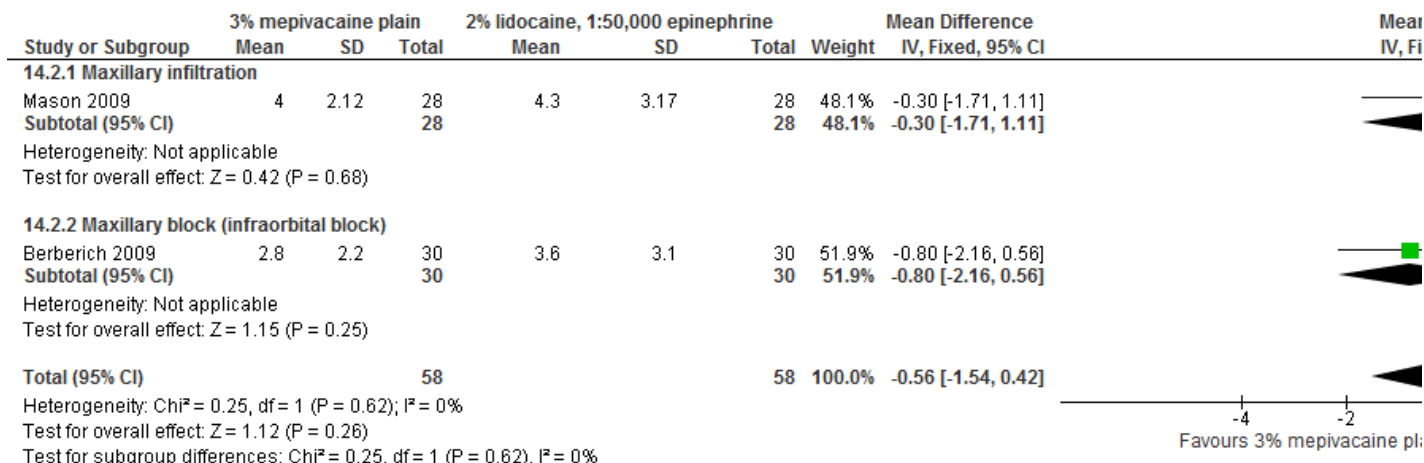 3% mepivacaine plain 2% lidocaine, 1:50,000 epinephrine Mean Difference Mean
Study or Subgroup Mean SD Total Mean SD Total Weight IV, Fixed, 95% CI IV, Fi
14.2.1 Maxillary infiltration
Mason 2009 4 2.12 28 4.3 3.17 28 48.1% -0.30 [-1.71, 1.11]
Subtotal (95% CI) 28 28 48.1% -0.30 [-1.71, 1.11]
Heterogeneity: Not applicable
Test for overall effect: Z = 0.42 (P = 0.68)
14.2.2 Maxillary block (infraorbital block)
Berberich 2009 2.8 2.2 30 3.6 3.1 30 51.9% -0.80 [-2.16, 0.56]
Subtotal (95% CI) 30 30 51.9% -0.80 [-2.16, 0.56]
Heterogeneity: Not applicable
Test for overall effect: Z = 1.15 (P = 0.25)
Total (95% CI) 58 58 100.0% -0.56 [-1.54, 0.42]
Heterogeneity: Chi² = 0.25, df = 1 (P = 0.62); I² = 0%
-4 -2
Test for overall effect: Z = 1.12 (P = 0.26)
Favours 3% mepivacaine pla
Test for subgroup differences: Chi² = 0.25, df = 1 (P = 0.62), I² = 0%